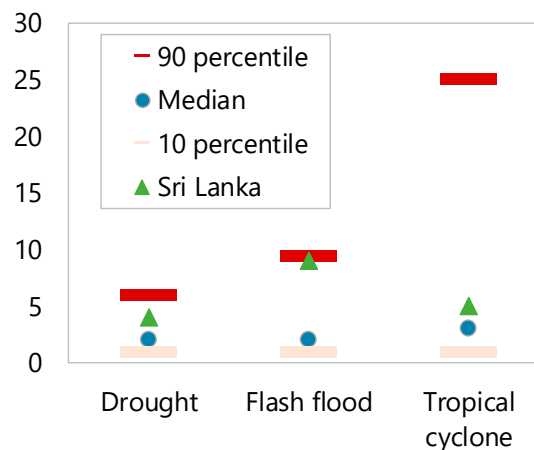 30
25
20
15
10
5
0
90 percentile
Median
10 percentile
Sri Lanka
Drought
Flash flood
Tropical
cyclone